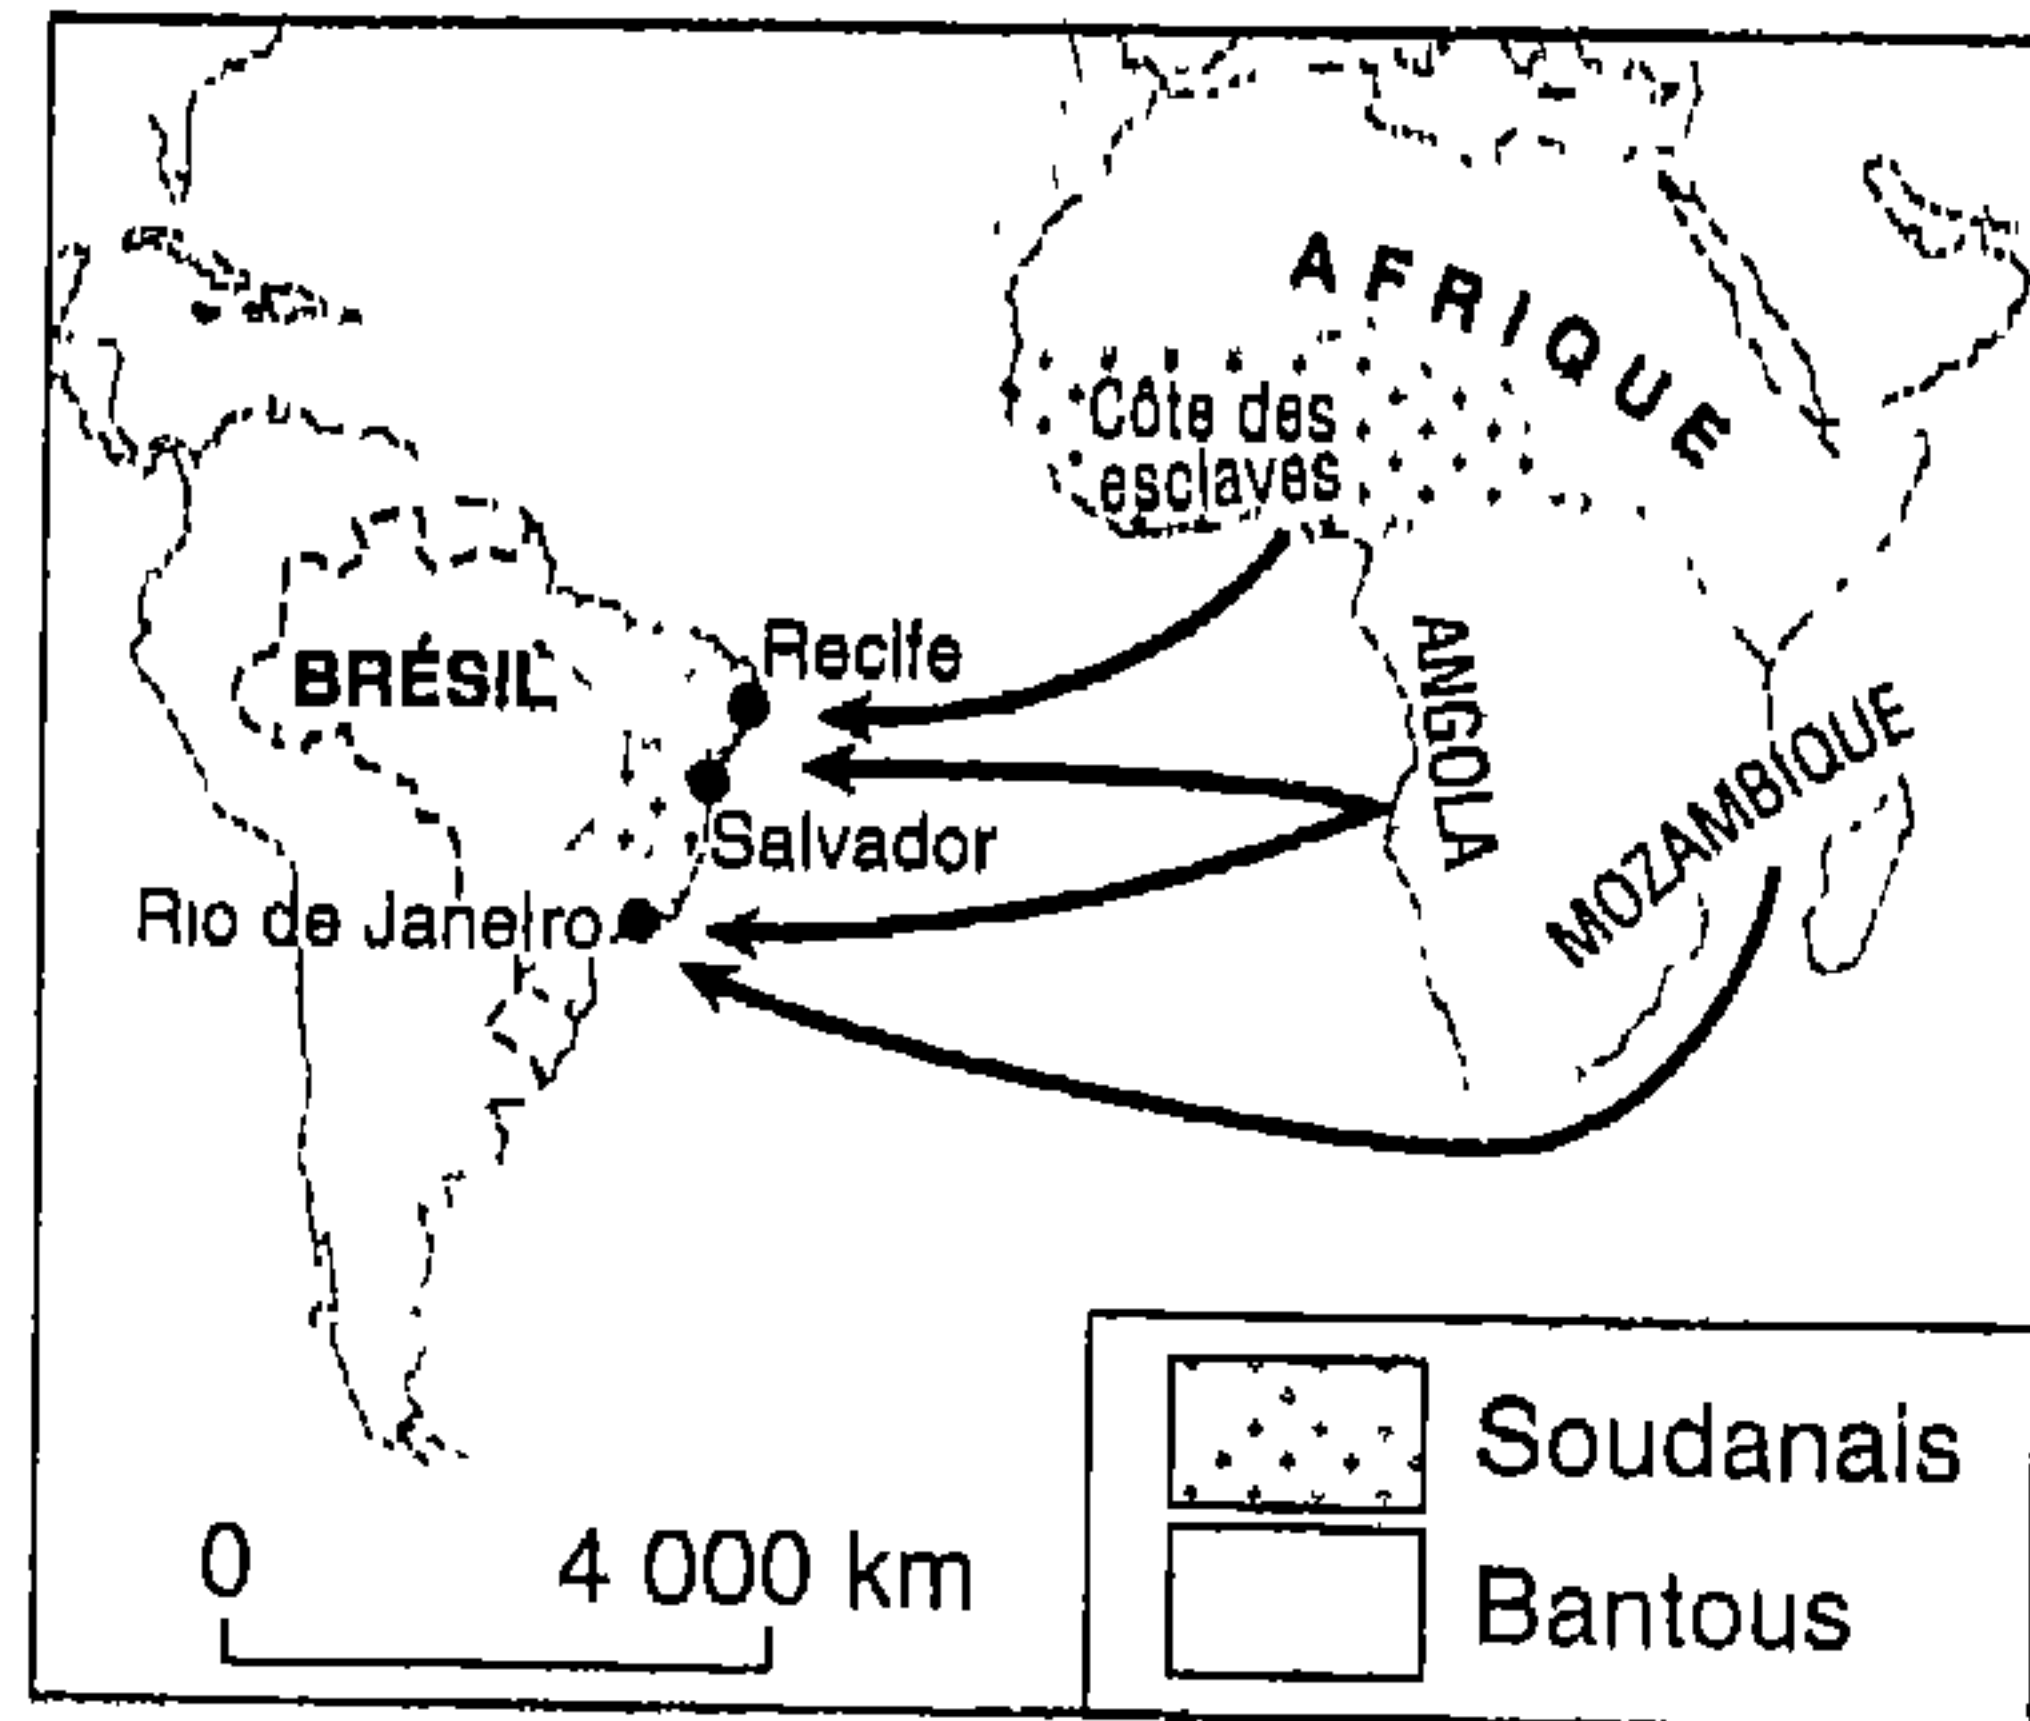 AFRIQUE
Côte des
esclaves
BRÉSIL
Recife
ANGOLA
MOZAMBIQUE
Salvador
Rio de Janeiro
0 4 000 km
Soudanais
Bantous